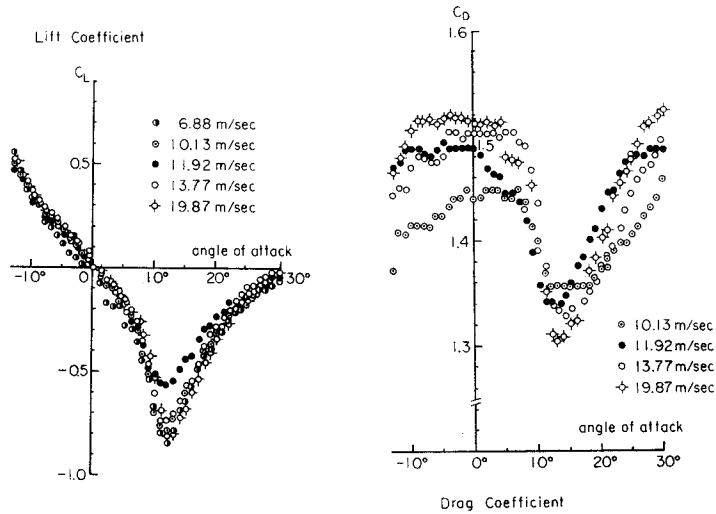 Lift Coefficient
C_L
6.88 m/sec
10.13 m/sec
11.92 m/sec
13.77 m/sec
19.87 m/sec
0.5
angle of attack
-10° 0 10° 20° 30°
-0.5
-1.0
C_D
1.6
1.5
1.4
1.3
10.13 m/sec
11.92 m/sec
13.77 m/sec
19.87 m/sec
angle of attack
-10° 0° 10° 20° 30°
Drag Coefficient